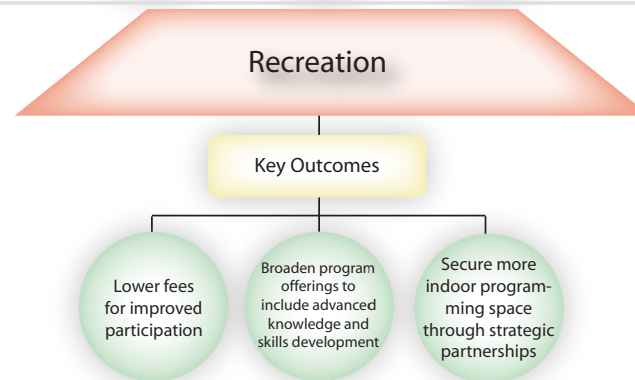 Recreation
Key Outcomes
Lower fees
for improved
participation
Broaden program
offerings to
include advanced
knowledge and
skills development
Secure more
indoor program-
ming space
through strategic
partnerships